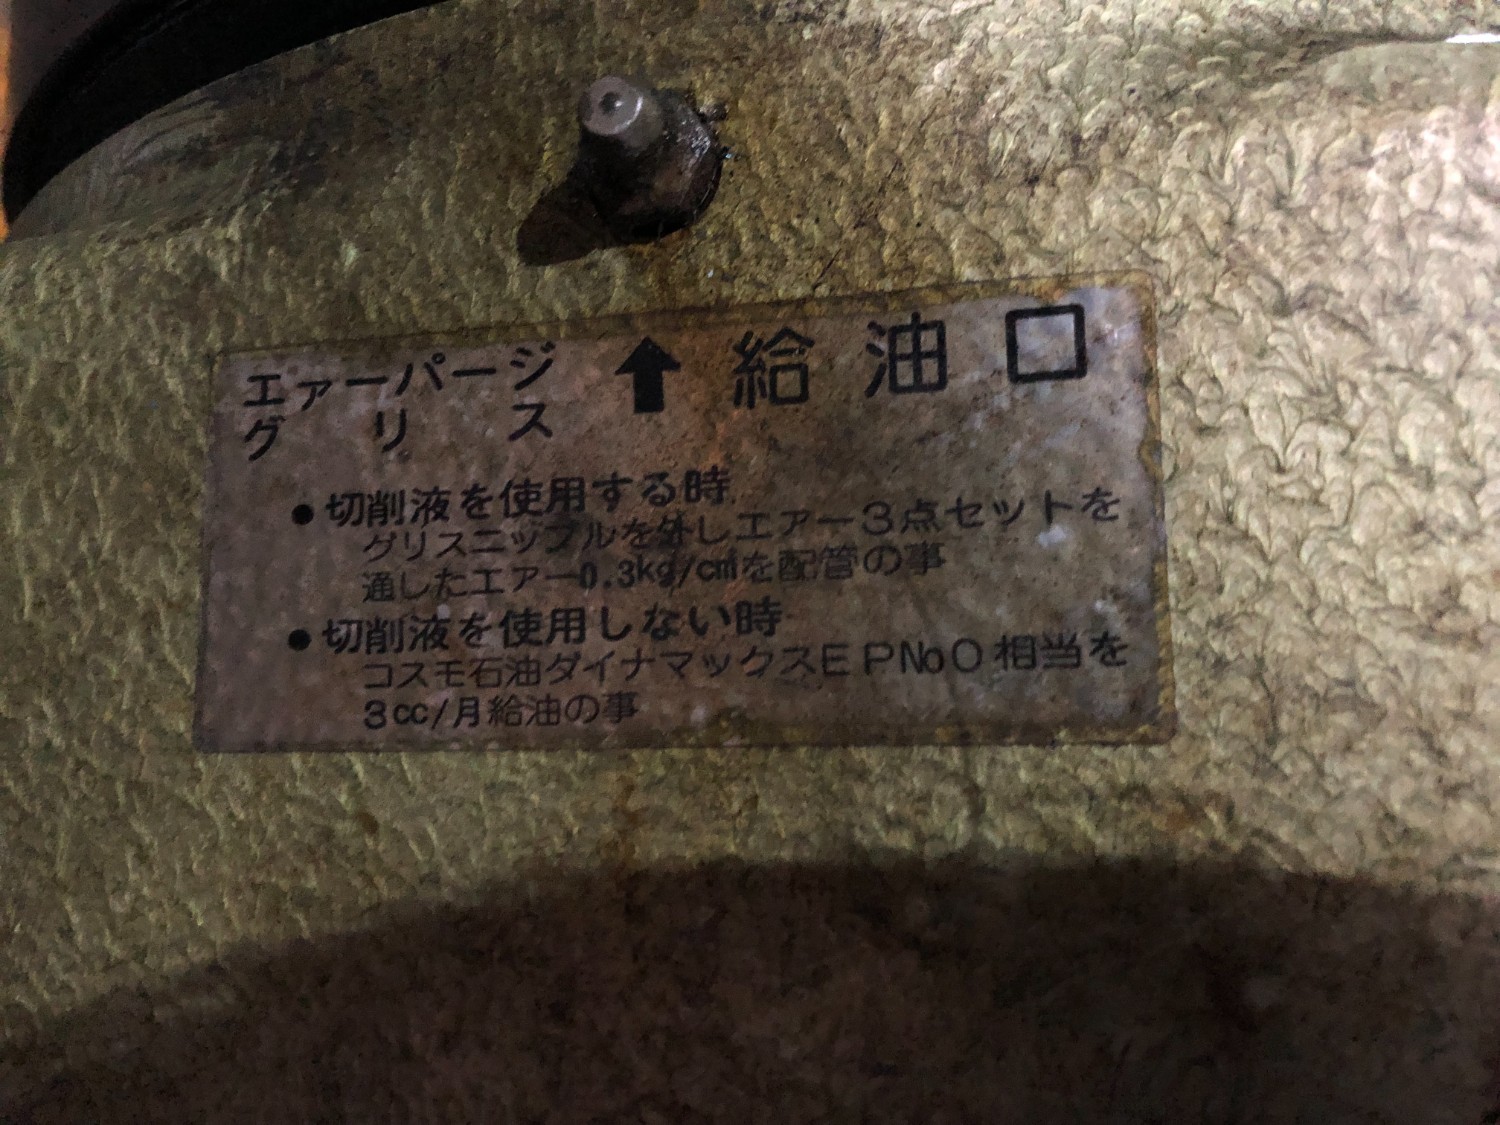 エアーパージ ↑ 給油口
グリス
●切削液を使用する時
グリスニップルを外しエアー3点セットを
通したエアー0.3kg/c㎡を配管の事
●切削液を使用しない時
コスモ石油ダイナマックスEP№0相当を
3cc/月給油の事